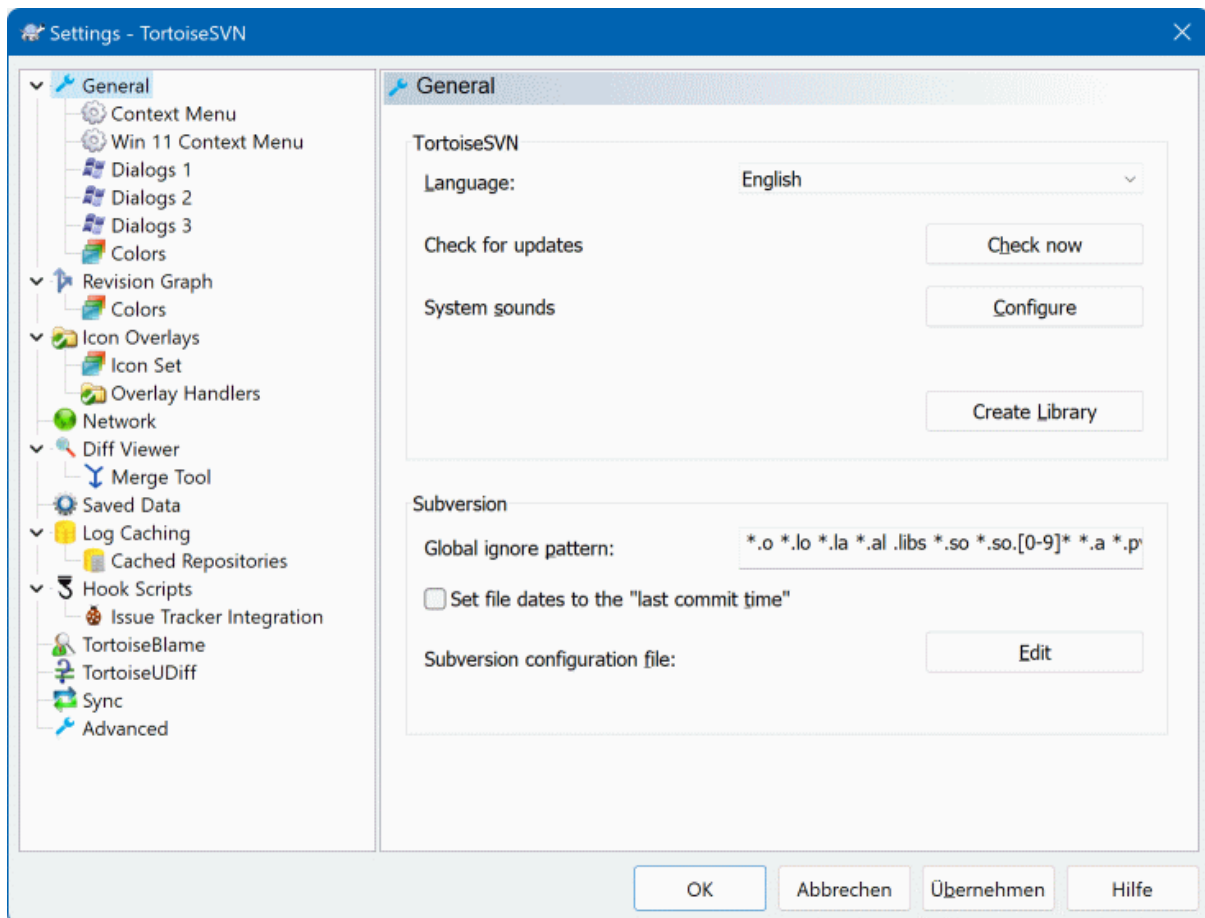 Settings - TortoiseSVN
General
Context Menu
Win 11 Context Menu
Dialogs 1
Dialogs 2
Dialogs 3
Colors
Revision Graph
Colors
Icon Overlays
Icon Set
Overlay Handlers
Network
Diff Viewer
Merge Tool
Saved Data
Log Caching
Cached Repositories
Hook Scripts
Issue Tracker Integration
TortoiseBlame
TortoiseUDiff
Sync
Advanced
General
TortoiseSVN
Language: English
Check for updates Check now
System sounds Configure
Create Library
Subversion
Global ignore pattern: *.o *.lo *.la *.al .libs *.so *.so.[0-9]* *.a
Set file dates to the "last commit time"
Subversion configuration file: Edit
OK Abbrechen Übernehmen Hilfe